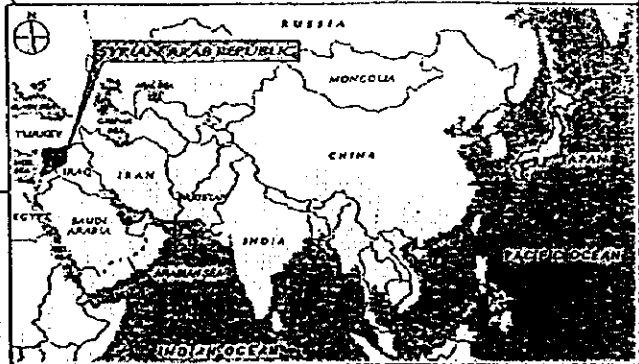 RUSSIA
SYRIAN ARAB REPUBLIC
MONGOLIA
TURKEY
CHINA
IRAQ
IRAN
JAPAN
EGYPT
SAUDI
ARABIA
INDIA
PACIFIC OCEAN
ARABIAN SEA
INDIAN OCEAN